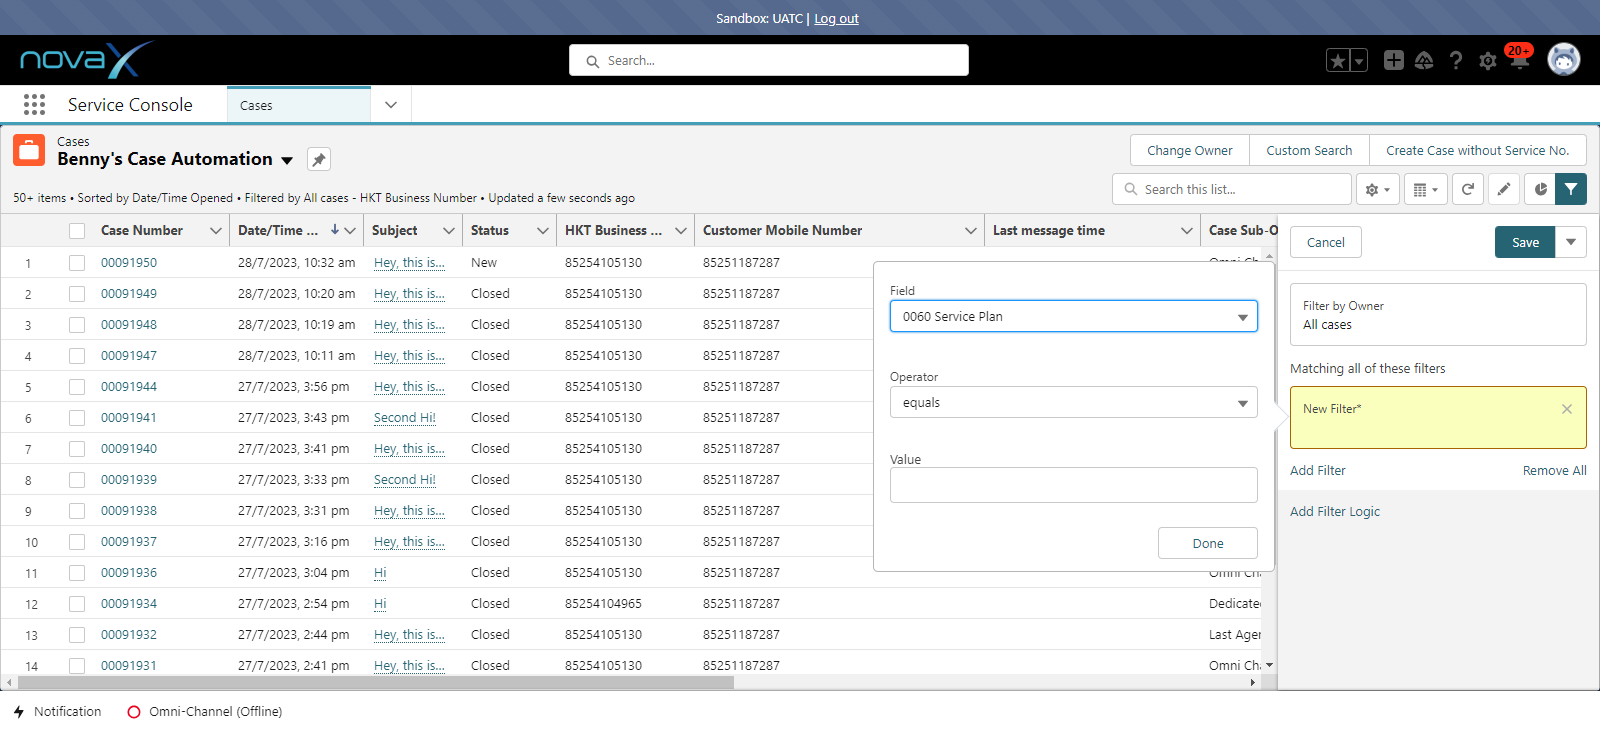 Sandbox: UATC | Log out
novaX
Search...
20+
Service Console
Cases
Cases
Benny's Case Automation
Change Owner
Custom Search
Create Case without Service No.
50+ items • Sorted by Date/Time Opened • Filtered by All cases - HKT Business Number • Updated a few seconds ago
Search this list...
Case Number Date/Time ... Subject Status HKT Business ... Customer Mobile Number Last message time Case Sub-O
1 00091950 28/7/2023, 10:32 am Hey, this is... New 85254105130 85251187287 Omni Ch
2 00091949 28/7/2023, 10:20 am Hey, this is... Closed 85254105130 85251187287
3 00091948 28/7/2023, 10:19 am Hey, this is... Closed 85254105130 85251187287
4 00091947 28/7/2023, 10:11 am Hey, this is... Closed 85254105130 85251187287
5 00091944 27/7/2023, 3:56 pm Hey, this is... Closed 85254105130 85251187287
6 00091941 27/7/2023, 3:43 pm Second Hi! Closed 85254105130 85251187287
7 00091940 27/7/2023, 3:41 pm Hey, this is... Closed 85254105130 85251187287
8 00091939 27/7/2023, 3:33 pm Second Hi! Closed 85254105130 85251187287
9 00091938 27/7/2023, 3:31 pm Hey, this is... Closed 85254105130 85251187287
10 00091937 27/7/2023, 3:16 pm Hey, this is... Closed 85254105130 85251187287
11 00091936 27/7/2023, 3:04 pm Hi Closed 85254105130 85251187287 Omni Cha
12 00091934 27/7/2023, 2:54 pm Hi Closed 85254104965 85251187287 Dedicate
13 00091932 27/7/2023, 2:44 pm Hey, this is... Closed 85254105130 85251187287 Last Agen
14 00091931 27/7/2023, 2:41 pm Hey, this is... Closed 85254105130 85251187287 Omni Cha
Field
0060 Service Plan
Operator
equals
Value
Done
Cancel
Save
Filter by Owner
All cases
Matching all of these filters
New Filter*
Add Filter
Remove All
Add Filter Logic
Notification
Omni-Channel (Offline)